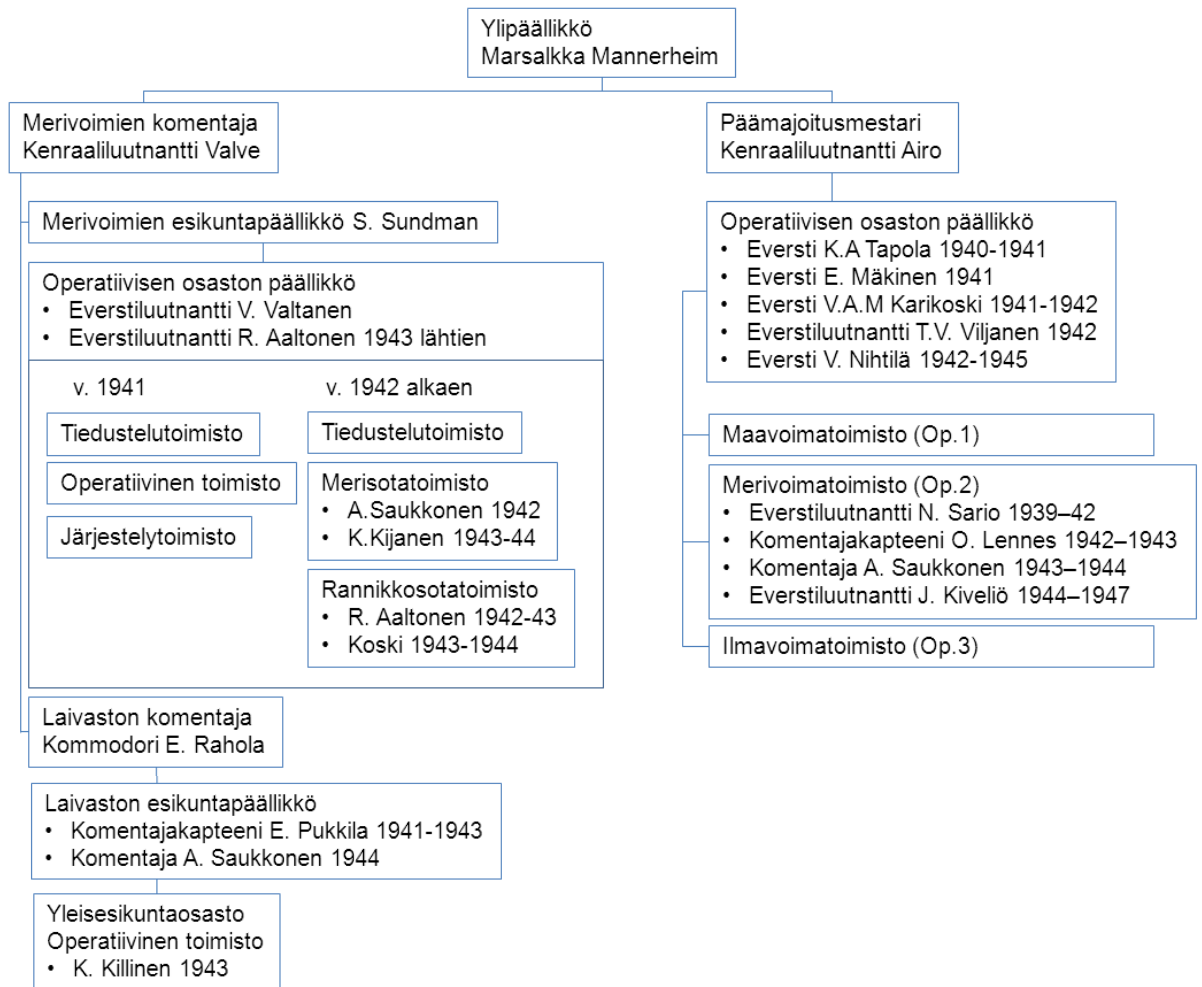 Ylipäällikkö
Marsalkka Mannerheim
Merivoimien komentaja
Kenraaliluutnantti Valve
Merivoimien esikuntapäällikkö S. Sundman
Operatiivisen osaston päällikkö
• Everstiluutnantti V. Valtanen
• Everstiluutnantti R. Aaltonen 1943 lähtien
v. 1941
Tiedustelutoimisto
Operatiivinen toimisto
Järjestelytoimisto
v. 1942 alkaen
Tiedustelutoimisto
Merisotatoimisto
• A.Saukkonen 1942
• K.Kijanen 1943-44
Rannikkosotatoimisto
• R. Aaltonen 1942-43
• Koski 1943-1944
Laivaston komentaja
Kommodori E. Rahola
Laivaston esikuntapäällikkö
• Komentajakapteeni E. Pukkila 1941-1943
• Komentaja A. Saukkonen 1944
Yleisesikuntaosasto
Operatiivinen toimisto
• K. Killinen 1943
Päämajoitusmestari
Kenraaliluutnantti Airo
Operatiivisen osaston päällikkö
• Eversti K.A Tapola 1940-1941
• Eversti E. Mäkinen 1941
• Eversti V.A.M Karikoski 1941-1942
• Everstiluutnantti T.V. Viljanen 1942
• Eversti V. Nihtilä 1942-1945
Maavoimatoimisto (Op.1)
Merivoimatoimisto (Op.2)
• Everstiluutnantti N. Sario 1939–42
• Komentajakapteeni O. Lennes 1942–1943
• Komentaja A. Saukkonen 1943–1944
• Everstiluutnantti J. Kiveliö 1944–1947
Ilmavoimatoimisto (Op.3)